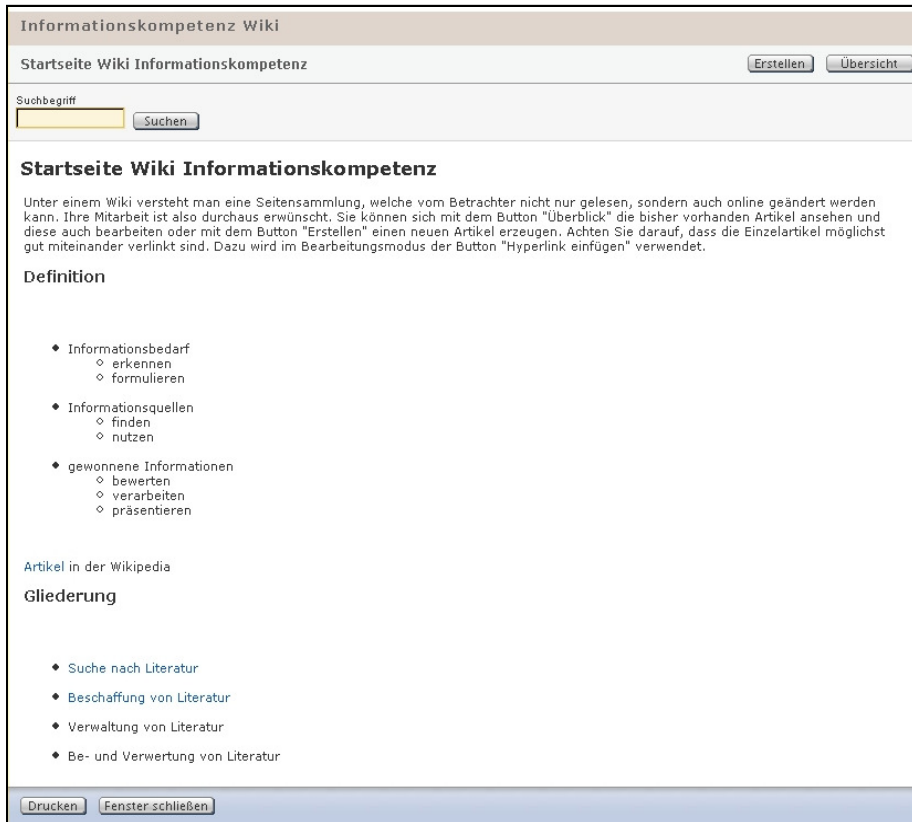 Informationskompetenz Wiki
Startseite Wiki Informationskompetenz
Erstellen Übersicht
Suchbegriff
Suchen
Startseite Wiki Informationskompetenz
Unter einem Wiki versteht man eine Seitensammlung, welche vom Betrachter nicht nur gelesen, sondern auch online geändert werden
kann. Ihre Mitarbeit ist also durchaus erwünscht. Sie können sich mit dem Button "Überblick" die bisher vorhanden Artikel ansehen und
diese auch bearbeiten oder mit dem Button "Erstellen" einen neuen Artikel erzeugen. Achten Sie darauf, dass die Einzelartikel möglichst
gut miteinander verlinkt sind. Dazu wird im Bearbeitungsmodus der Button "Hyperlink einfügen" verwendet.
Definition
Informationsbedarf
erkennen
formulieren
Informationsquellen
finden
nutzen
gewonnene Informationen
bewerten
verarbeiten
präsentieren
Artikel in der Wikipedia
Gliederung
Suche nach Literatur
Beschaffung von Literatur
Verwaltung von Literatur
Be- und Verwertung von Literatur
Drucken Fenster schließen